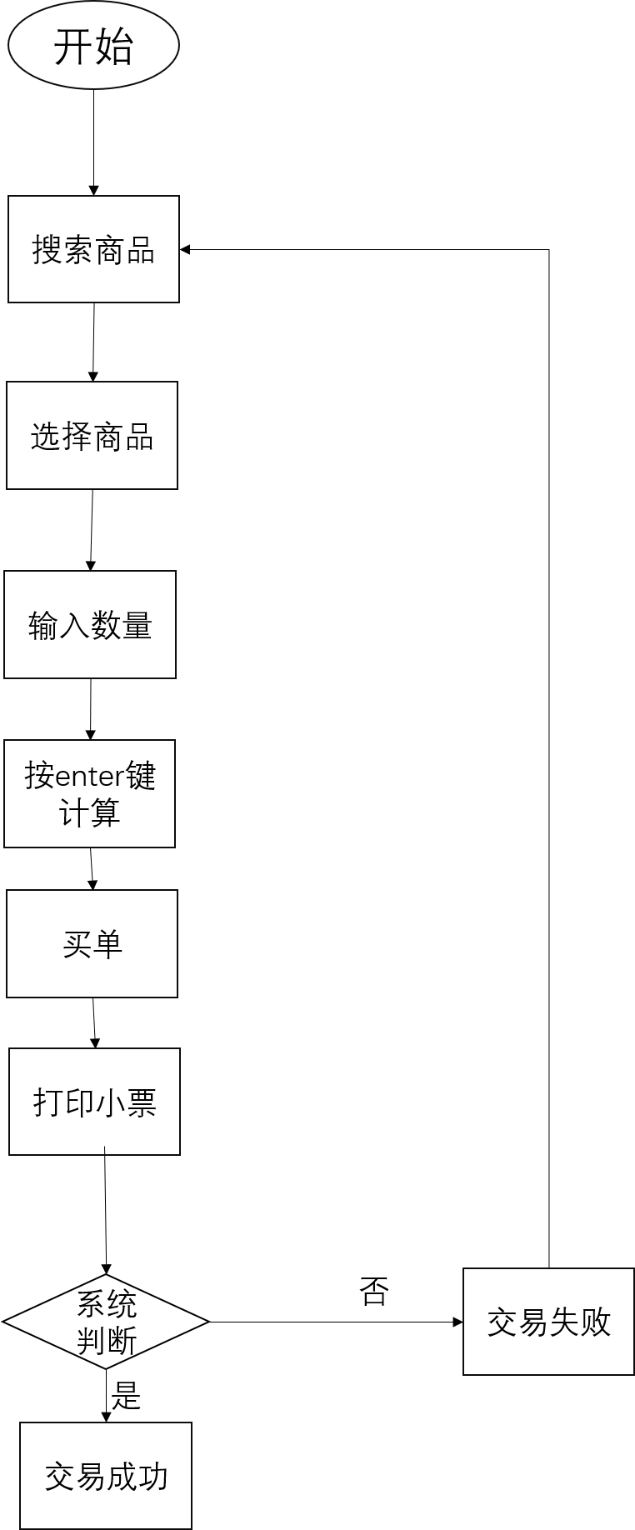 开始
搜索商品
选择商品
输入数量
按enter键
计算
买单
打印小票
系统
判断
否
交易失败
是
交易成功